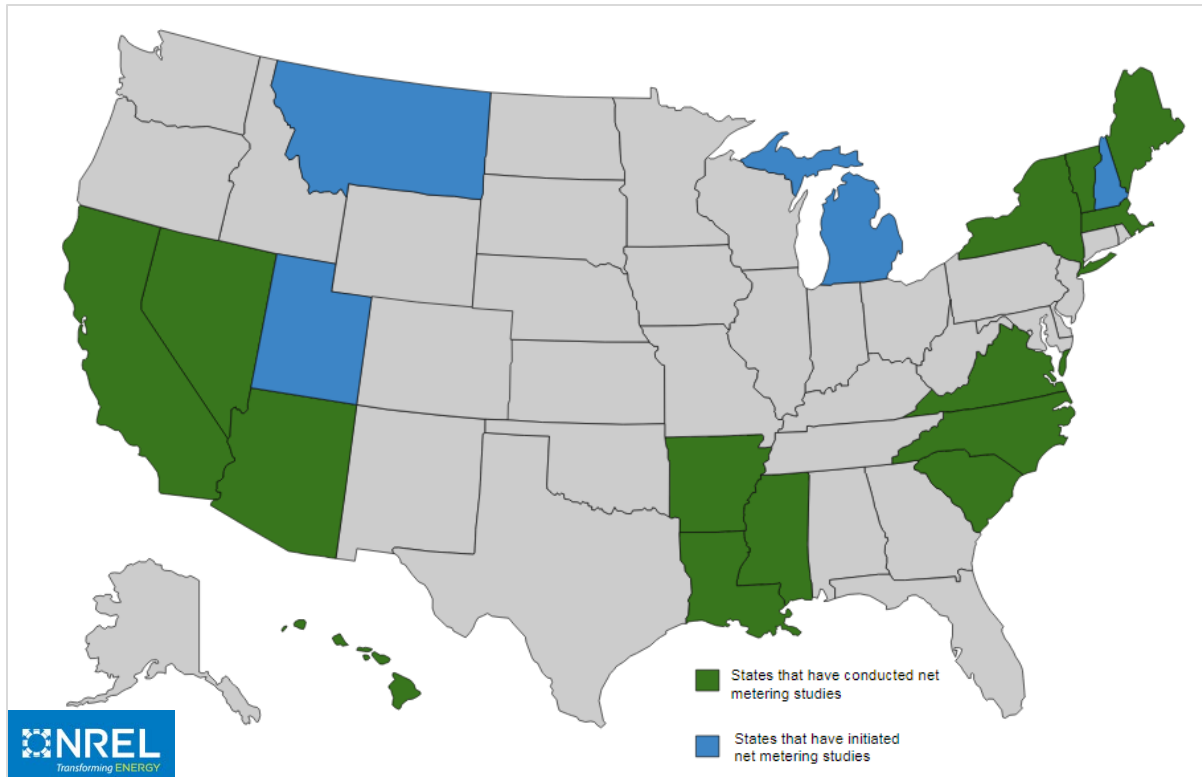 States that have conducted net
metering studies
States that have initiated
net metering studies
NREL
Transforming ENERGY